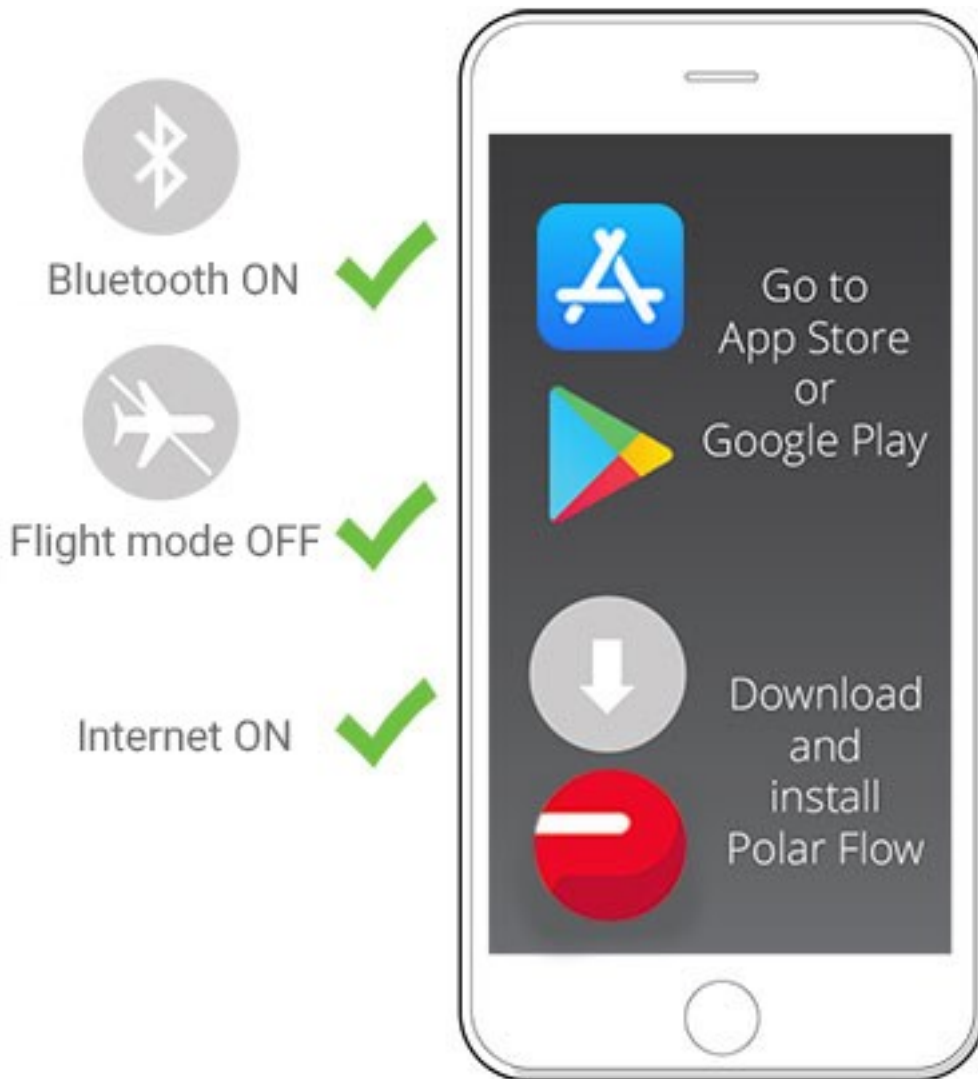 Bluetooth ON
Flight mode OFF
Internet ON
Go to
App Store
or
Google Play
Download
and
install
Polar Flow